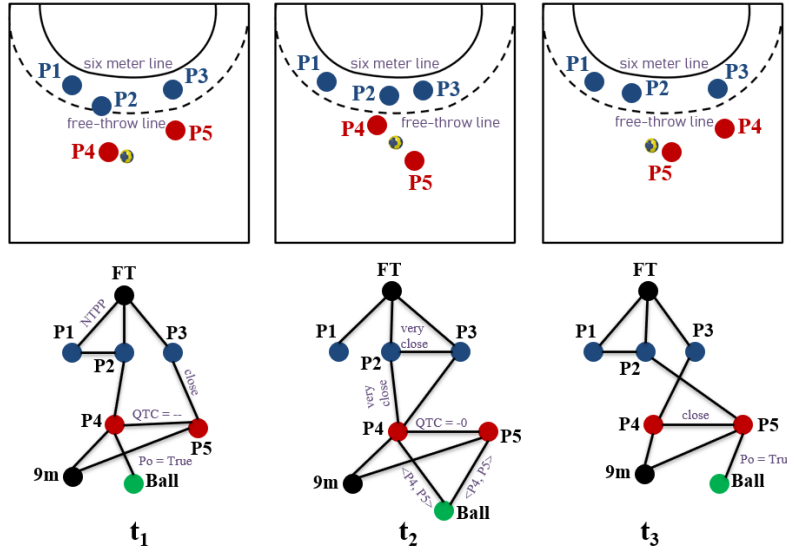 six meter line
P1
P3
P2
free-throw line
P5
P4
six meter line
P1
P2
P3
P4
free-throw line
P5
six meter line
P1
P2
P3
free-throw line
P4
P5
FT
NTPP
P1
P3
P2
close
P4
QTC = --
P5
Po = True
9m
Ball
t1
FT
P1
very
close
P3
P2
very
close
P4
QTC = -0
P5
<P4, P5>
<P4, P5>
9m
Ball
t2
FT
P1
P3
P2
close
P4
P5
Po = True
9m
Ball
t3